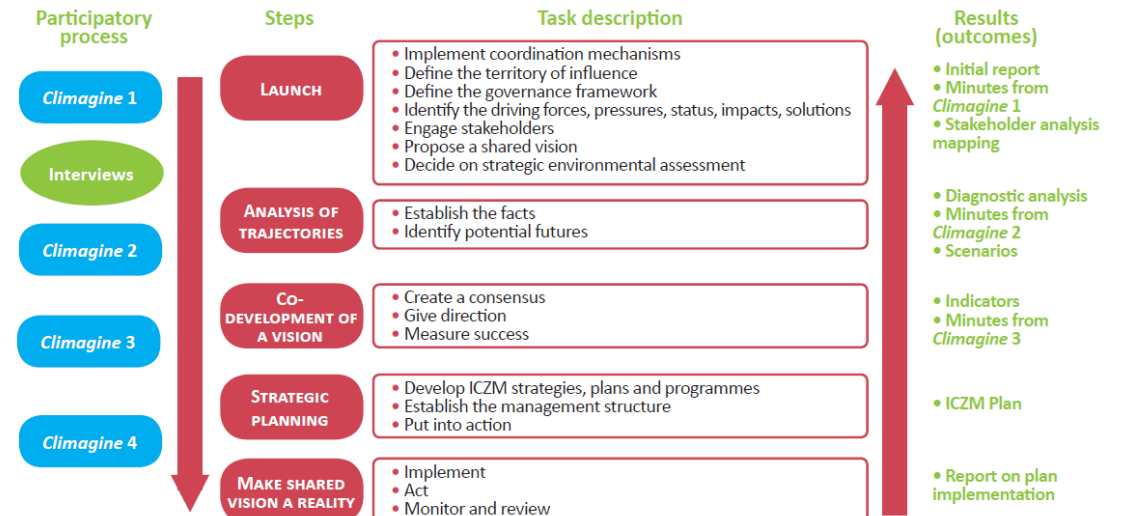 Participatory
process
Steps
Task description
Results
(outcomes)
Climagine 1
Interviews
Climagine 2
Climagine 3
Climagine 4
LAUNCH
• Implement coordination mechanisms
• Define the territory of influence
• Define the governance framework
• Identify the driving forces, pressures, status, impacts, solutions
• Engage stakeholders
• Propose a shared vision
• Decide on strategic environmental assessment
• Initial report
• Minutes from
Climagine 1
• Stakeholder analysis
mapping
ANALYSIS OF
TRAJECTORIES
• Establish the facts
• Identify potential futures
• Diagnostic analysis
• Minutes from
Climagine 2
• Scenarios
CO-
DEVELOPMENT OF
A VISION
• Create a consensus
• Give direction
• Measure success
• Indicators
• Minutes from
Climagine 3
STRATEGIC
PLANNING
• Develop ICZM strategies, plans and programmes
• Establish the management structure
• Put into action
• ICZM Plan
MAKE SHARED
VISION A REALITY
• Implement
• Act
• Monitor and review
• Report on plan
implementation